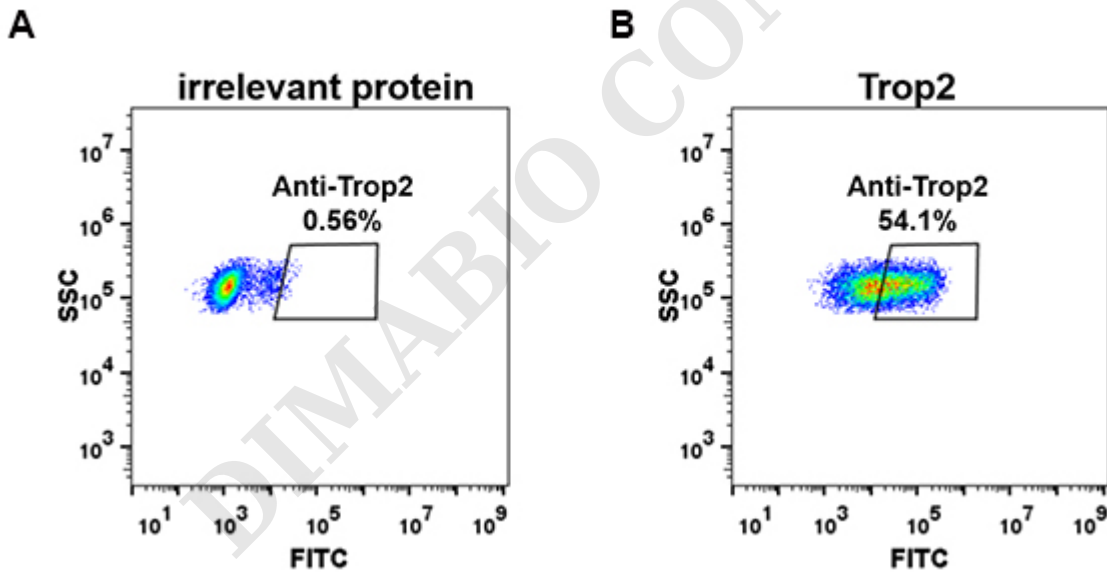 A
irrelevant protein
10^7
10^6
10^5
10^4
10^3
SSC
Anti-Trop2
0.56%
10^1 10^3 10^5 10^7 10^9
FITC
B
Trop2
10^7
10^6
10^5
10^4
10^3
SSC
Anti-Trop2
54.1%
10^1 10^3 10^5 10^7 10^9
FITC
DIMABIO